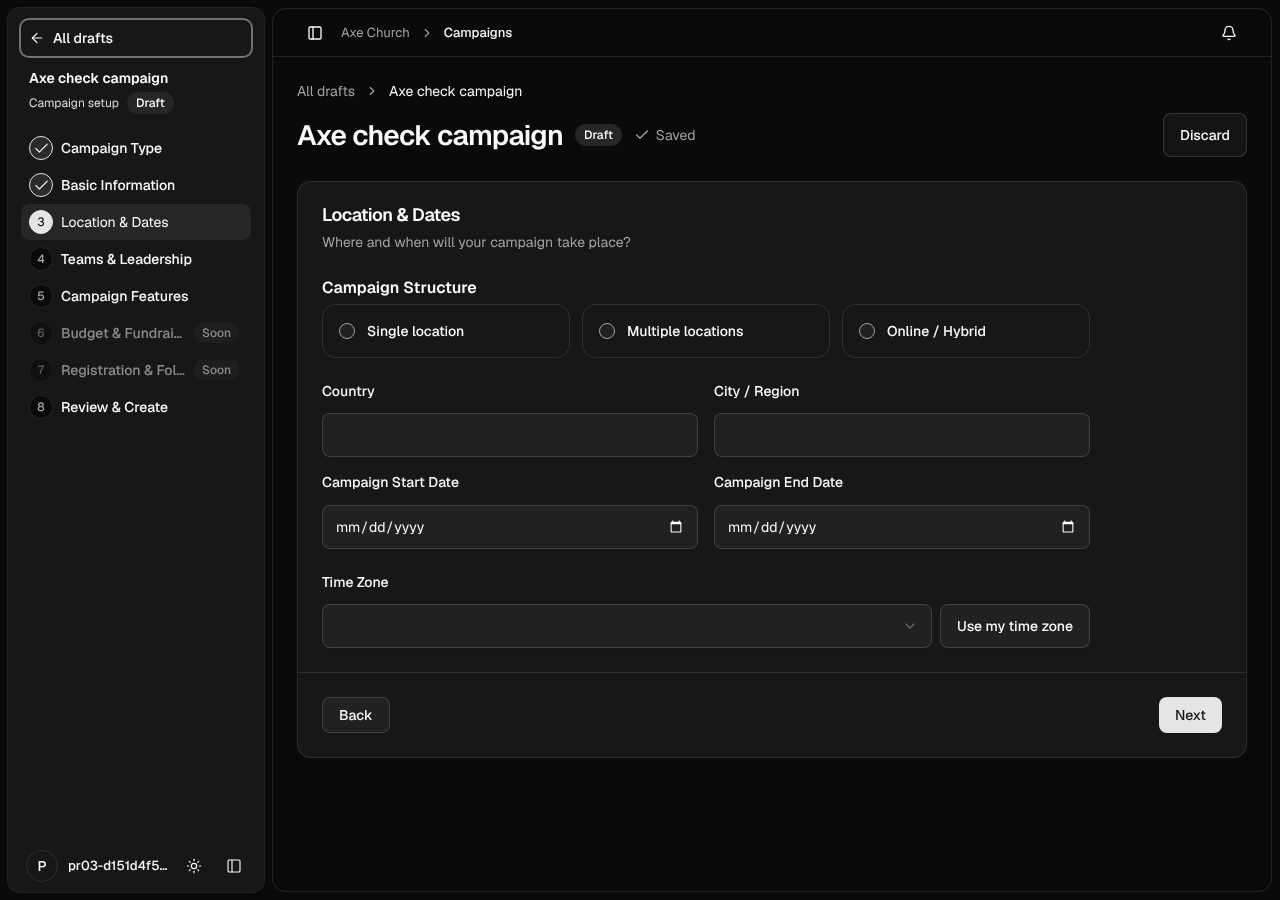 All drafts
Axe check campaign
Campaign setup Draft
Campaign Type
Basic Information
3 Location & Dates
4 Teams & Leadership
5 Campaign Features
6 Budget & Fundrai... Soon
7 Registration & Fol... Soon
8 Review & Create
P pr03-d151d4f5...
Axe Church Campaigns
All drafts Axe check campaign
Axe check campaign Draft Saved
Discard
Location & Dates
Where and when will your campaign take place?
Campaign Structure
Single location Multiple locations Online / Hybrid
Country City / Region
Campaign Start Date Campaign End Date
mm/dd/yyyy mm/dd/yyyy
Time Zone
Use my time zone
Back Next